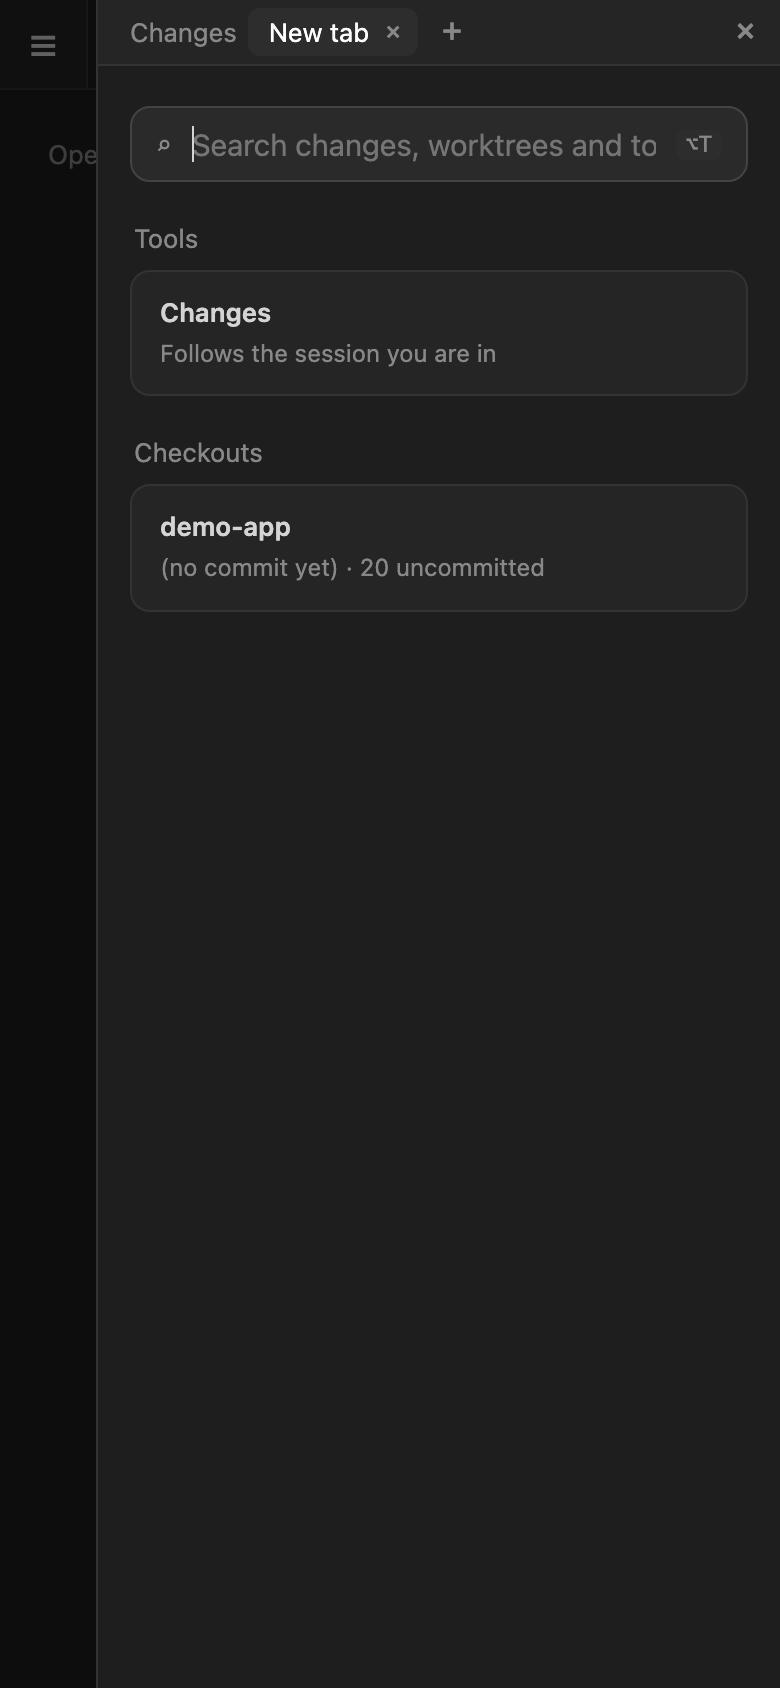 Changes New tab × + ×
Ope
Search changes, worktrees and to ⌥T
Tools
Changes
Follows the session you are in
Checkouts
demo-app
(no commit yet) · 20 uncommitted